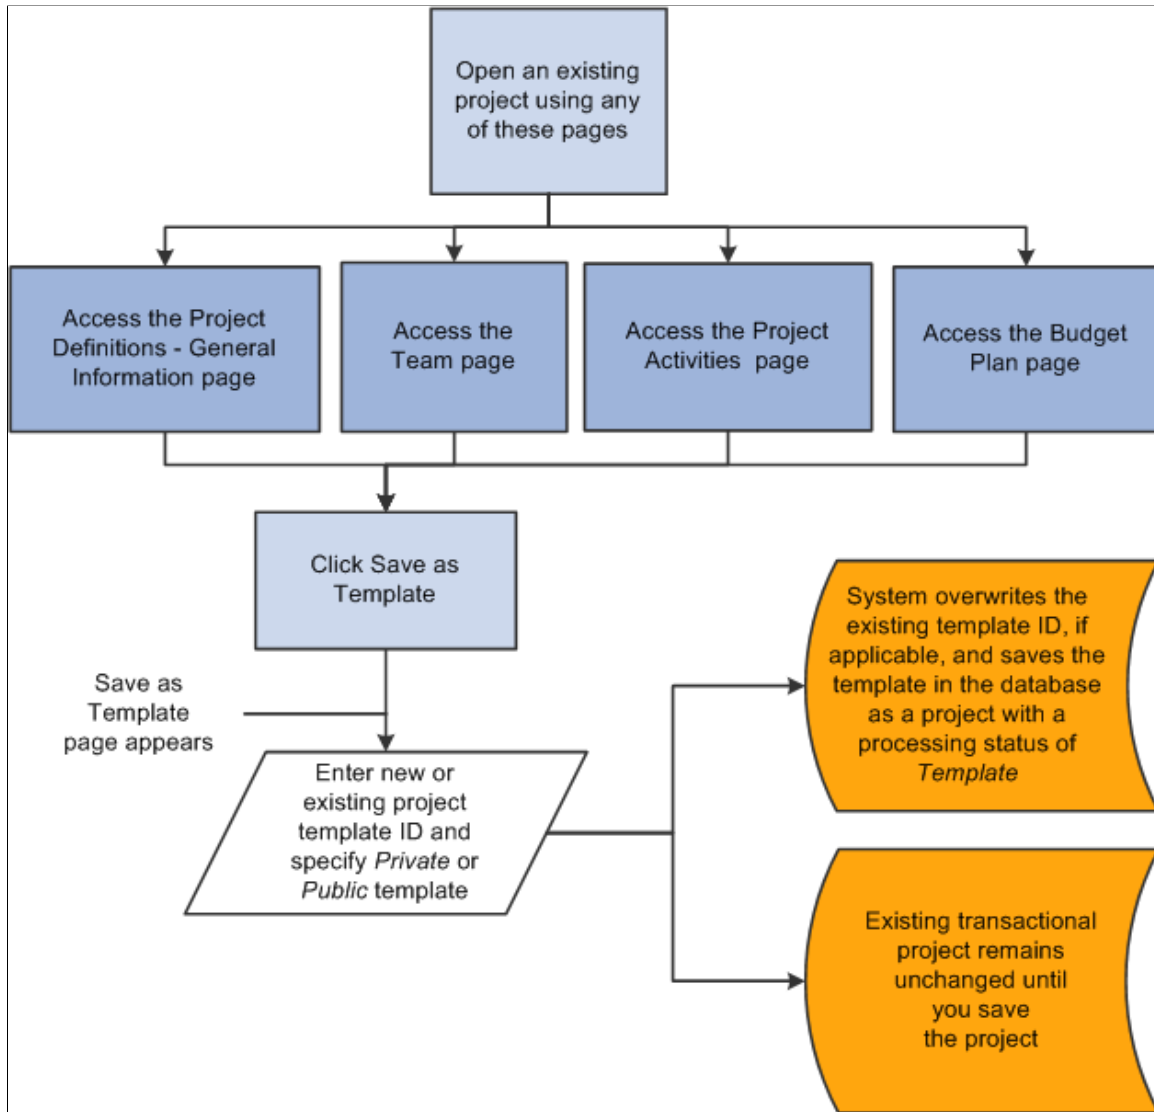 Open an existing
project using any
of these pages
Access the Project
Definitions - General
Information page
Access the
Team page
Access the Project
Activities page
Access the Budget
Plan page
Click Save as
Template
Save as
Template
page appears
Enter new or
existing project
template ID and
specify Private or
Public template
System overwrites the
existing template ID, if
applicable, and saves the
template in the database
as a project with a
processing status of
Template
Existing transactional
project remains
unchanged until
you save
the project